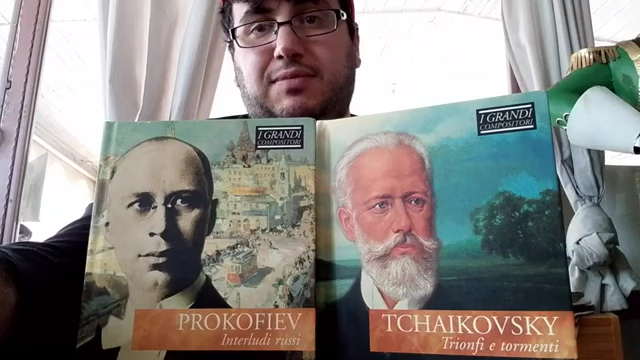 I GRANDI
COMPOSITORI
PROKOFIEV
Interludi russi
I GRANDI
COMPOSITORI
TCHAIKOVSKY
Trionfi e tormenti